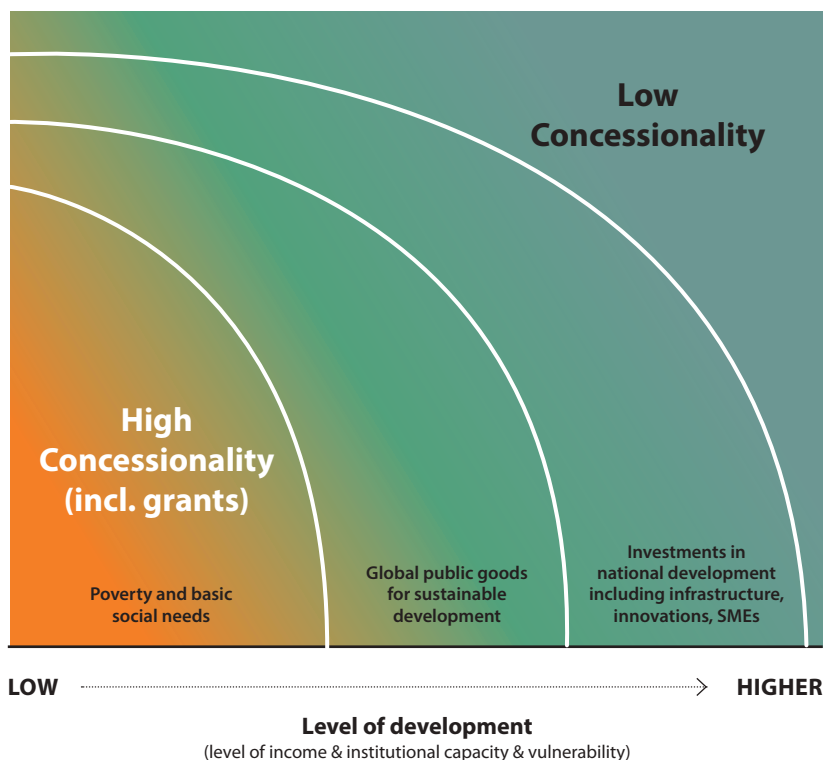 Low
Concessionality
High
Concessionality
(incl. grants)
Poverty and basic
social needs
Global public goods
for sustainable
development
Investments in
national development
including infrastructure,
innovations, SMEs
LOW
HIGHER
Level of development
(level of income & institutional capacity & vulnerability)